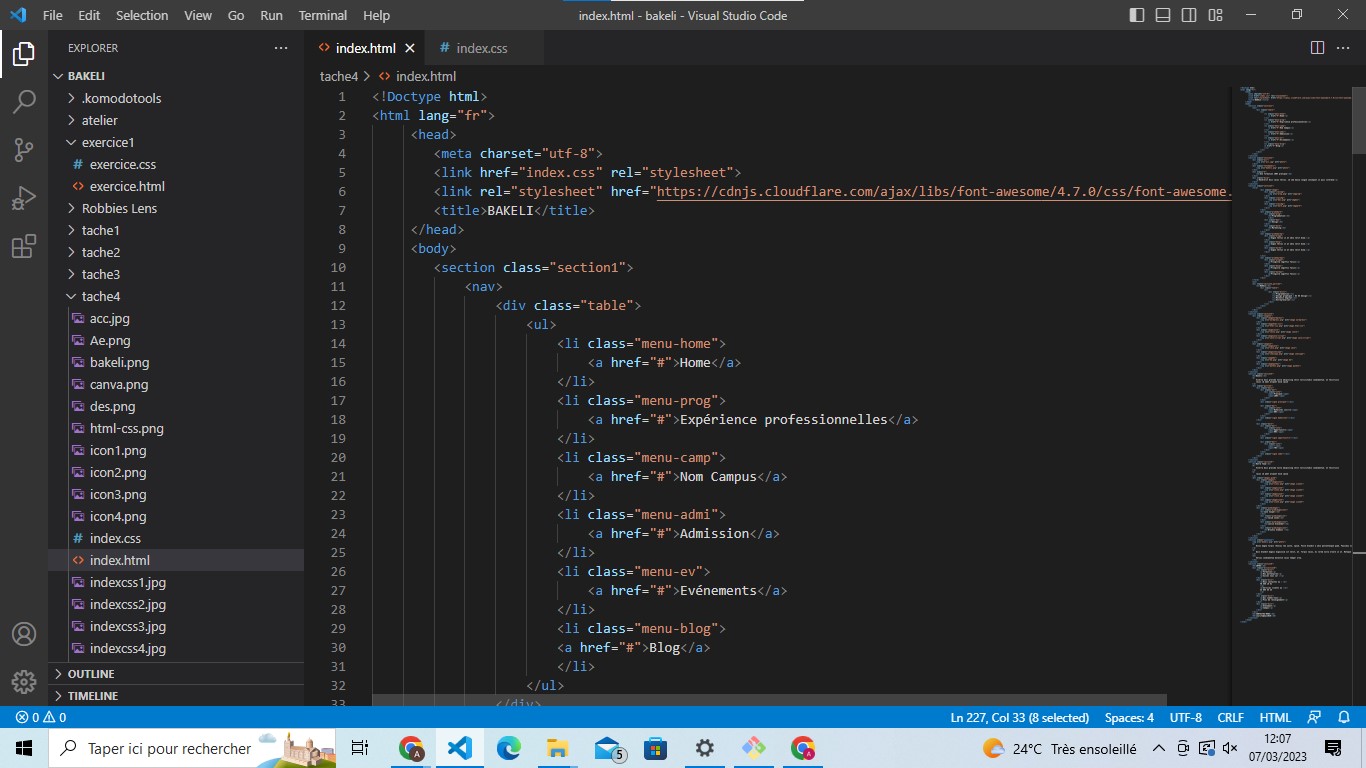 File Edit Selection View Go Run Terminal Help
index.html - bakeli - Visual Studio Code
EXPLORER
BAKELI
.komodotools
atelier
exercice1
# exercice.css
<> exercice.html
Robbies Lens
tache1
tache2
tache3
tache4
acc.jpg
Ae.png
bakeli.png
canva.png
des.png
html-css.png
icon1.png
icon2.png
icon3.png
icon4.png
# index.css
<> index.html
indexcss1.jpg
indexcss2.jpg
indexcss3.jpg
indexcss4.jpg
OUTLINE
TIMELINE
<> index.html
# index.css
tache4 > <> index.html
1 <!Doctype html>
2 <html lang="fr">
3 <head>
4 <meta charset="utf-8">
5 <link href="index.css" rel="stylesheet">
6 <link rel="stylesheet" href="https://cdnjs.cloudflare.com/ajax/libs/font-awesome/4.7.0/css/font-awesome.
7 <title>BAKELI</title>
8 </head>
9 <body>
10 <section class="section1">
11 <nav>
12 <div class="table">
13 <ul>
14 <li class="menu-home">
15 <a href="#">Home</a>
16 </li>
17 <li class="menu-prog">
18 <a href="#">Expérience professionnelles</a>
19 </li>
20 <li class="menu-camp">
21 <a href="#">Nom Campus</a>
22 </li>
23 <li class="menu-admi">
24 <a href="#">Admission</a>
25 </li>
26 <li class="menu-ev">
27 <a href="#">Evénements</a>
28 </li>
29 <li class="menu-blog">
30 <a href="#">Blog</a>
31 </li>
32 </ul>
33 </div>
0 0
Ln 227, Col 33 (8 selected) Spaces: 4 UTF-8 CRLF HTML
Taper ici pour rechercher
A
5
A
24°C Très ensoleillé
12:07
07/03/2023